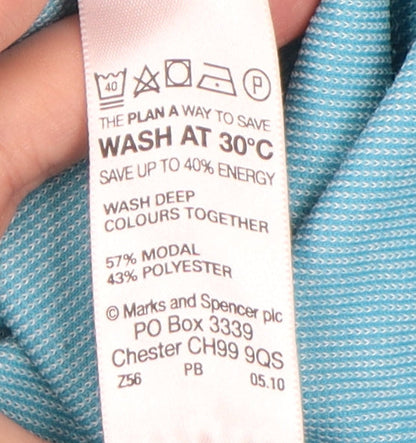 40 P
THE PLAN A WAY TO SAVE
WASH AT 30°C
SAVE UP TO 40% ENERGY
WASH DEEP
COLOURS TOGETHER
57% MODAL
43% POLYESTER
© Marks and Spencer plc
PO Box 3339
Chester CH99 9QS
Z56 PB 05.10